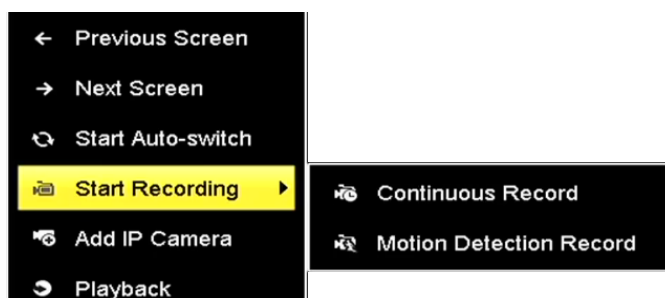 Previous Screen
Next Screen
Start Auto-switch
Start Recording
Continuous Record
Add IP Camera
Motion Detection Record
Playback